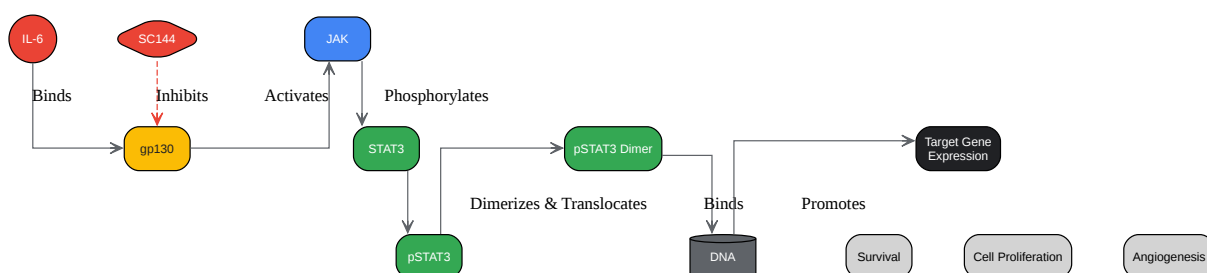 IL-6
SC144
JAK
Binds
Inhibits
Activates
Phosphorylates
gp130
STAT3
pSTAT3 Dimer
Target Gene
Expression
Dimerizes & Translocates
Binds
Promotes
pSTAT3
DNA
Survival
Cell Proliferation
Angiogenesis